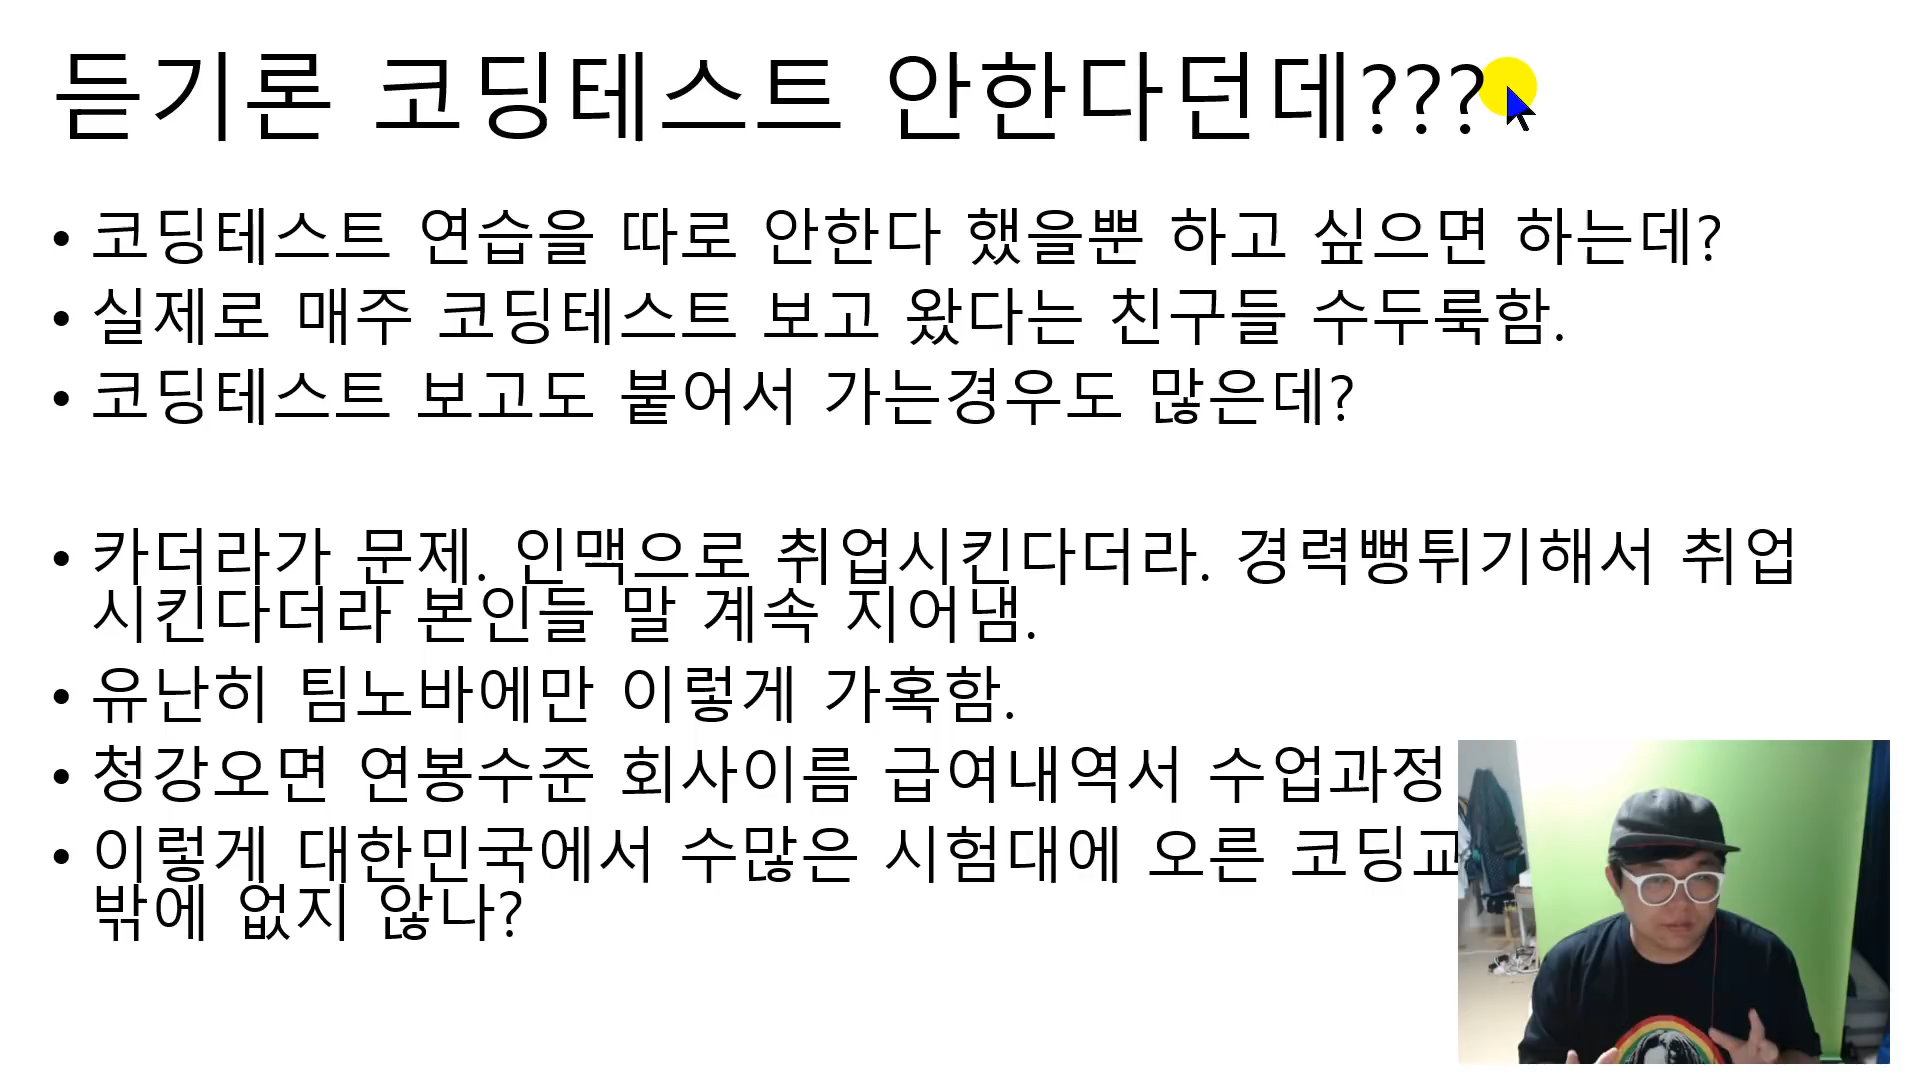 듣기론 코딩테스트 안한다던데???
• 코딩테스트 연습을 따로 안한다 했을뿐 하고 싶으면 하는데?
• 실제로 매주 코딩테스트 보고 왔다는 친구들 수두룩함.
• 코딩테스트 보고도 붙어서 가는경우도 많은데?
• 카더라가 문제. 인맥으로 취업시킨다더라. 경력뻥튀기해서 취업
시킨다더라 본인들 말 계속 지어냄.
• 유난히 팀노바에만 이렇게 가혹함.
• 청강오면 연봉수준 회사이름 급여내역서 수업과정
• 이렇게 대한민국에서 수많은 시험대에 오른 코딩교
밖에 없지 않나?